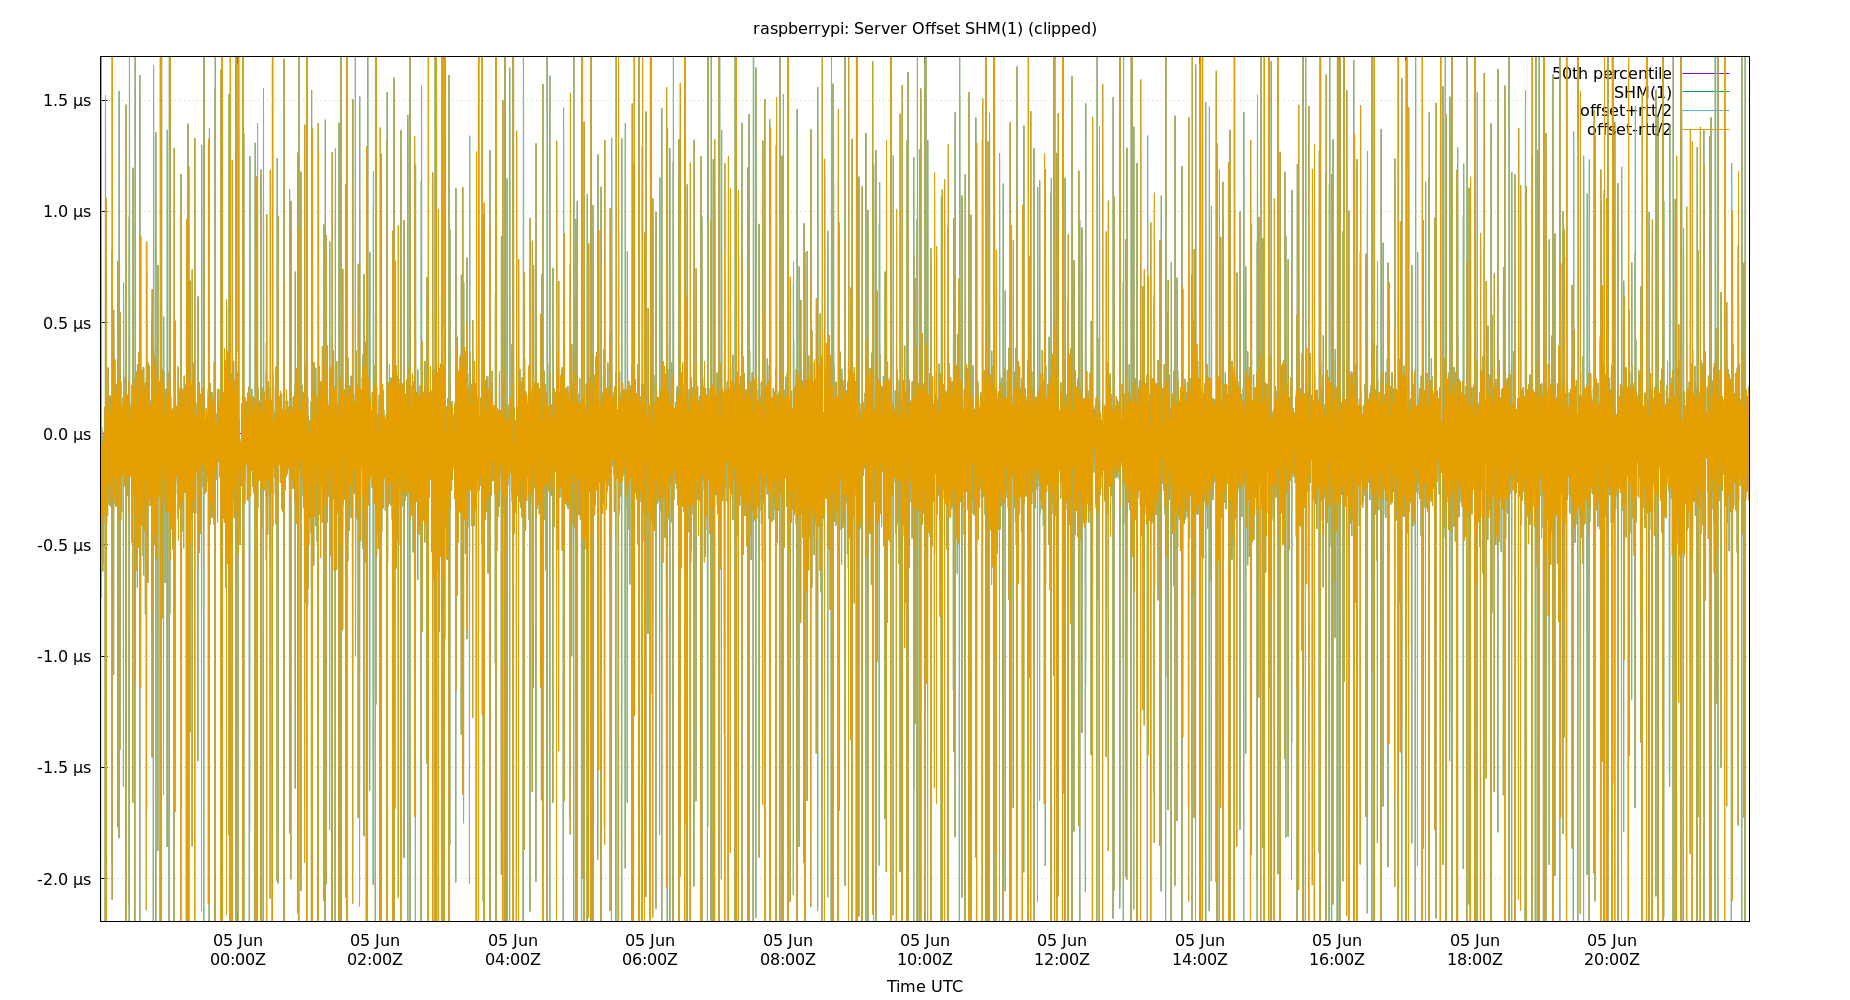 raspberrypi: Server Offset SHM(1) (clipped)
50th percentile
SHM(1)
offset+rtt/2
offset-rtt/2
1.5 µs
1.0 µs
0.5 µs
0.0 µs
-0.5 µs
-1.0 µs
-1.5 µs
-2.0 µs
05 Jun 05 Jun 05 Jun 05 Jun 05 Jun 05 Jun 05 Jun 05 Jun 05 Jun 05 Jun 05 Jun
00:00Z 02:00Z 04:00Z 06:00Z 08:00Z 10:00Z 12:00Z 14:00Z 16:00Z 18:00Z 20:00Z
Time UTC